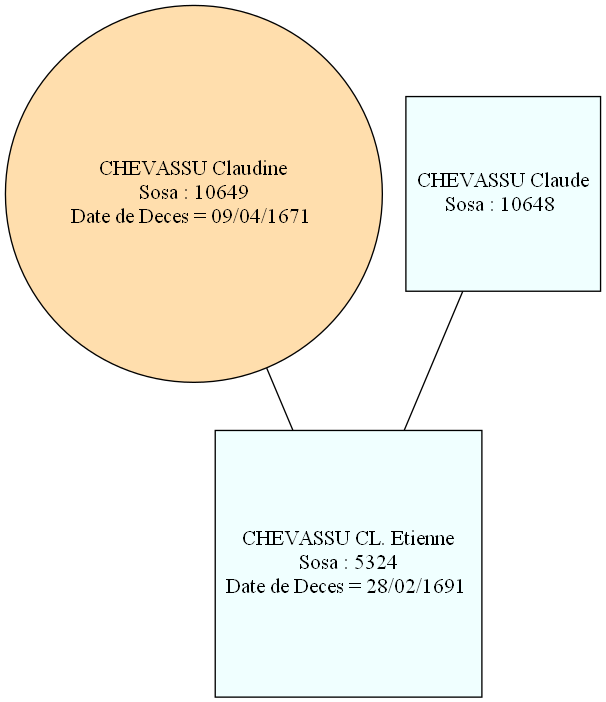 CHEVASSU Claudine
Sosa : 10649
Date de Deces = 09/04/1671
CHEVASSU Claude
Sosa : 10648
CHEVASSU CL. Etienne
Sosa : 5324
Date de Deces = 28/02/1691